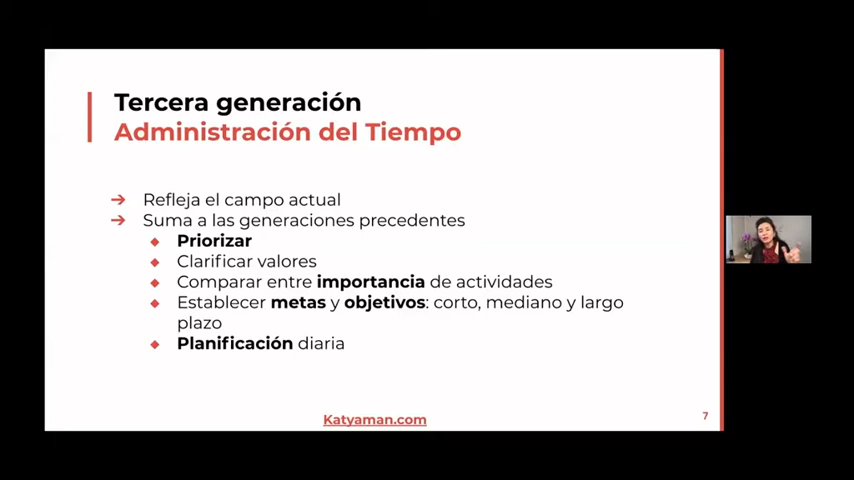 Tercera generación
Administración del Tiempo
➔ Refleja el campo actual
➔ Suma a las generaciones precedentes
◆ Priorizar
◆ Clarificar valores
◆ Comparar entre importancia de actividades
◆ Establecer metas y objetivos: corto, mediano y largo
plazo
◆ Planificación diaria
Katyaman.com
7